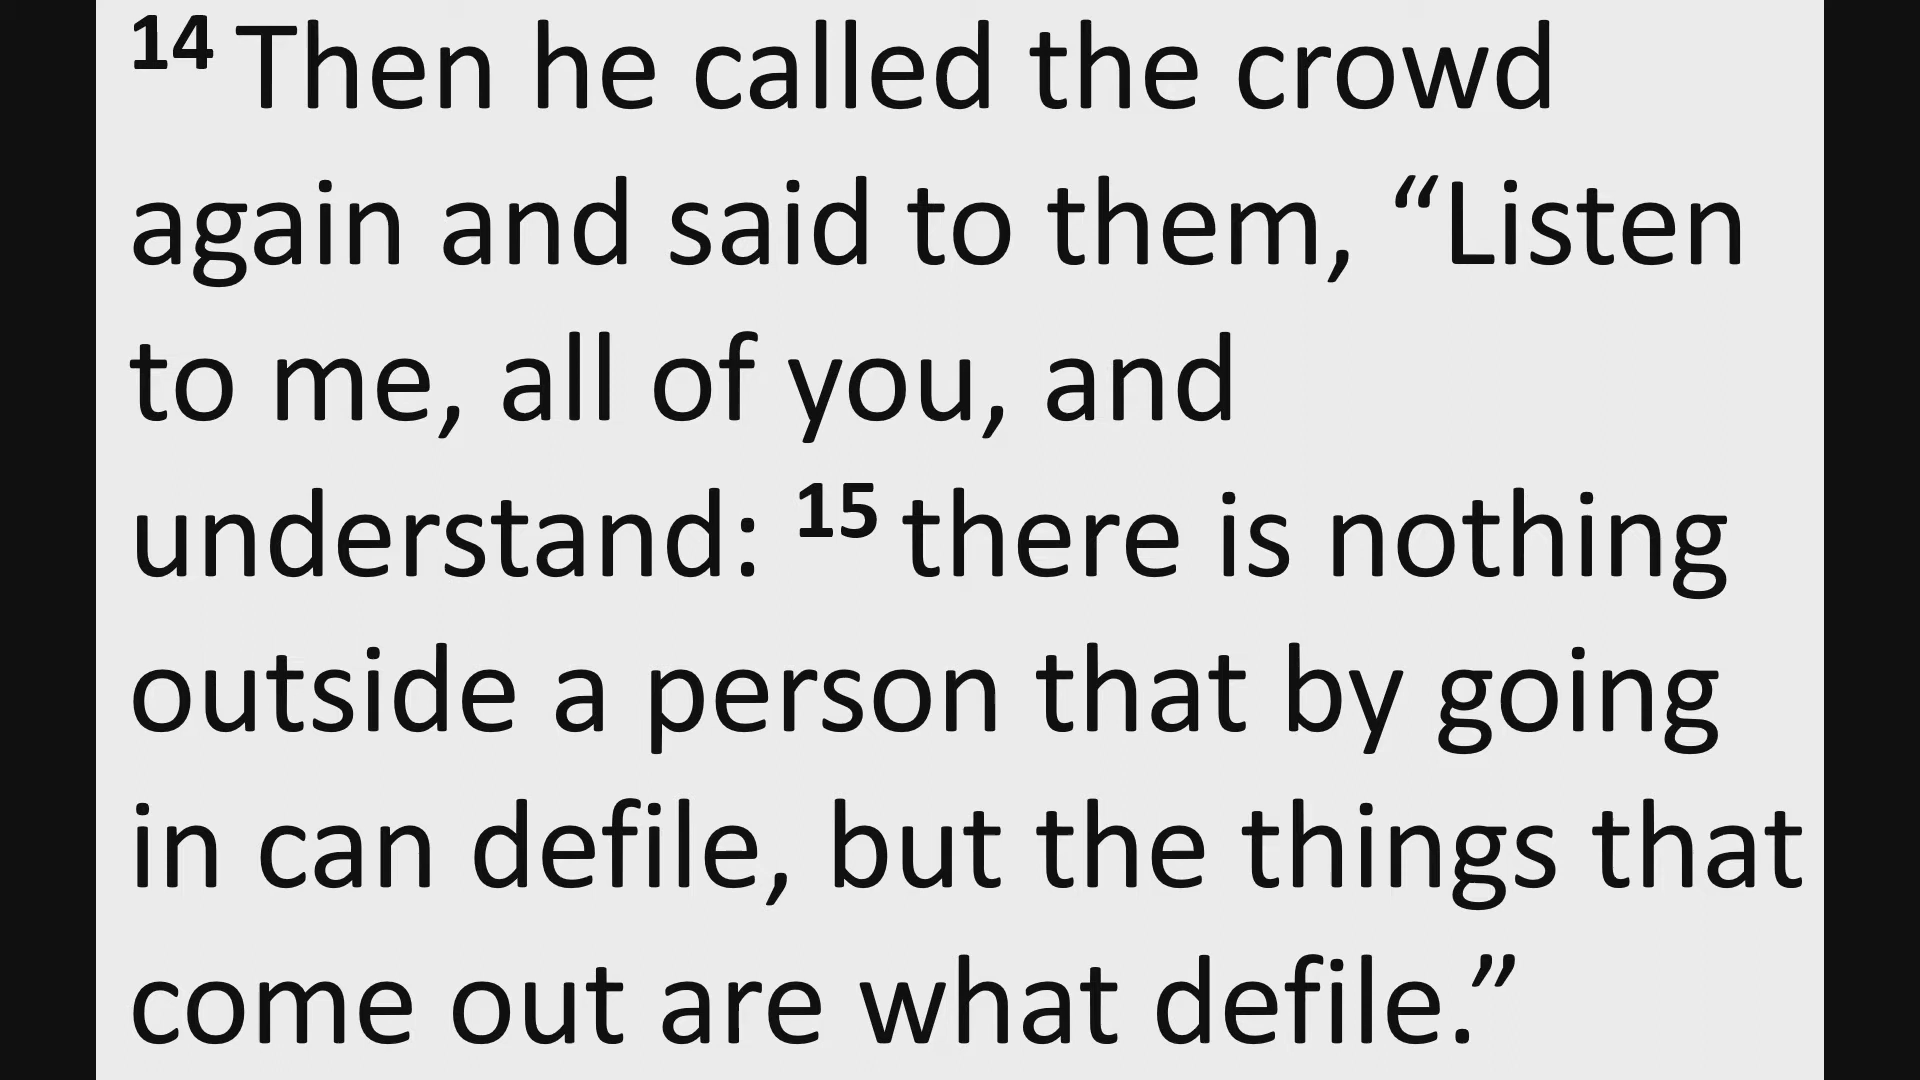 14 Then he called the crowd
again and said to them, “Listen
to me, all of you, and
understand: 15 there is nothing
outside a person that by going
in can defile, but the things that
come out are what defile.”